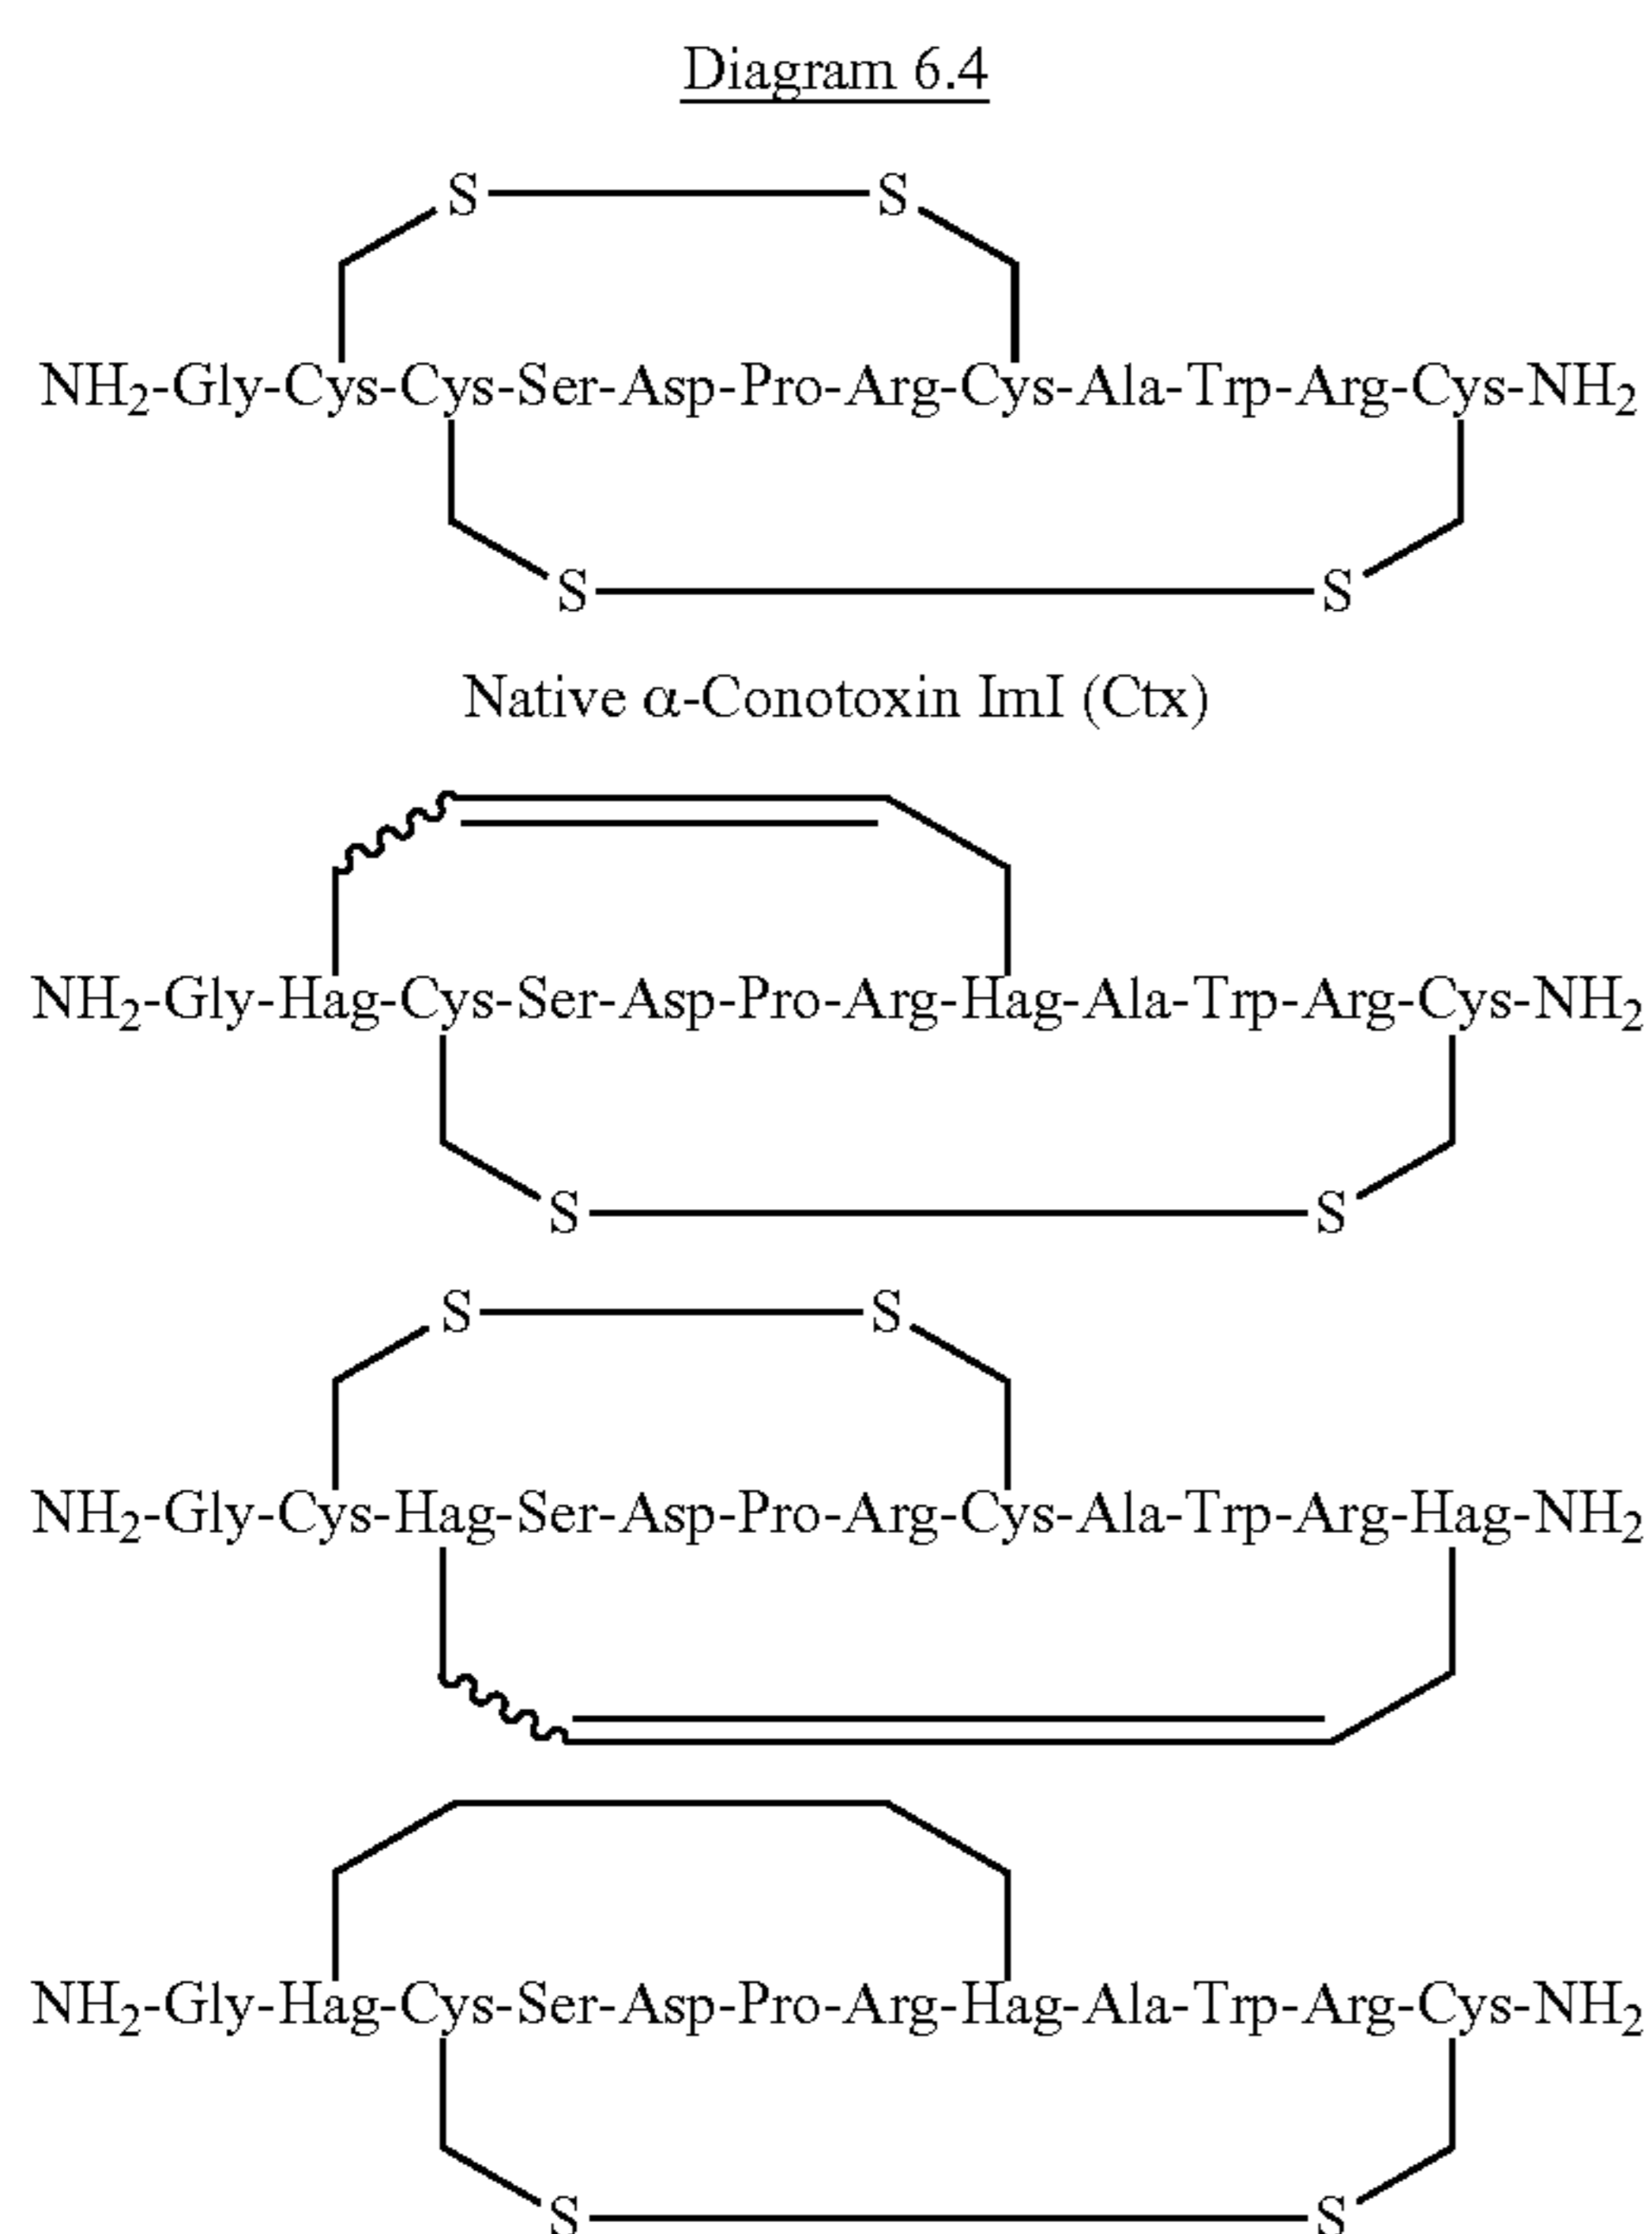 Diagram 6.4
S S
NH2-Gly-Cys-Cys-Ser-Asp-Pro-Arg-Cys-Ala-Trp-Arg-Cys-NH2
S S
Native α-Conotoxin ImI (Ctx)
NH2-Gly-Hag-Cys-Ser-Asp-Pro-Arg-Hag-Ala-Trp-Arg-Cys-NH2
S S
S S
NH2-Gly-Cys-Hag-Ser-Asp-Pro-Arg-Cys-Ala-Trp-Arg-Hag-NH2
NH2-Gly-Hag-Cys-Ser-Asp-Pro-Arg-Hag-Ala-Trp-Arg-Cys-NH2
S S